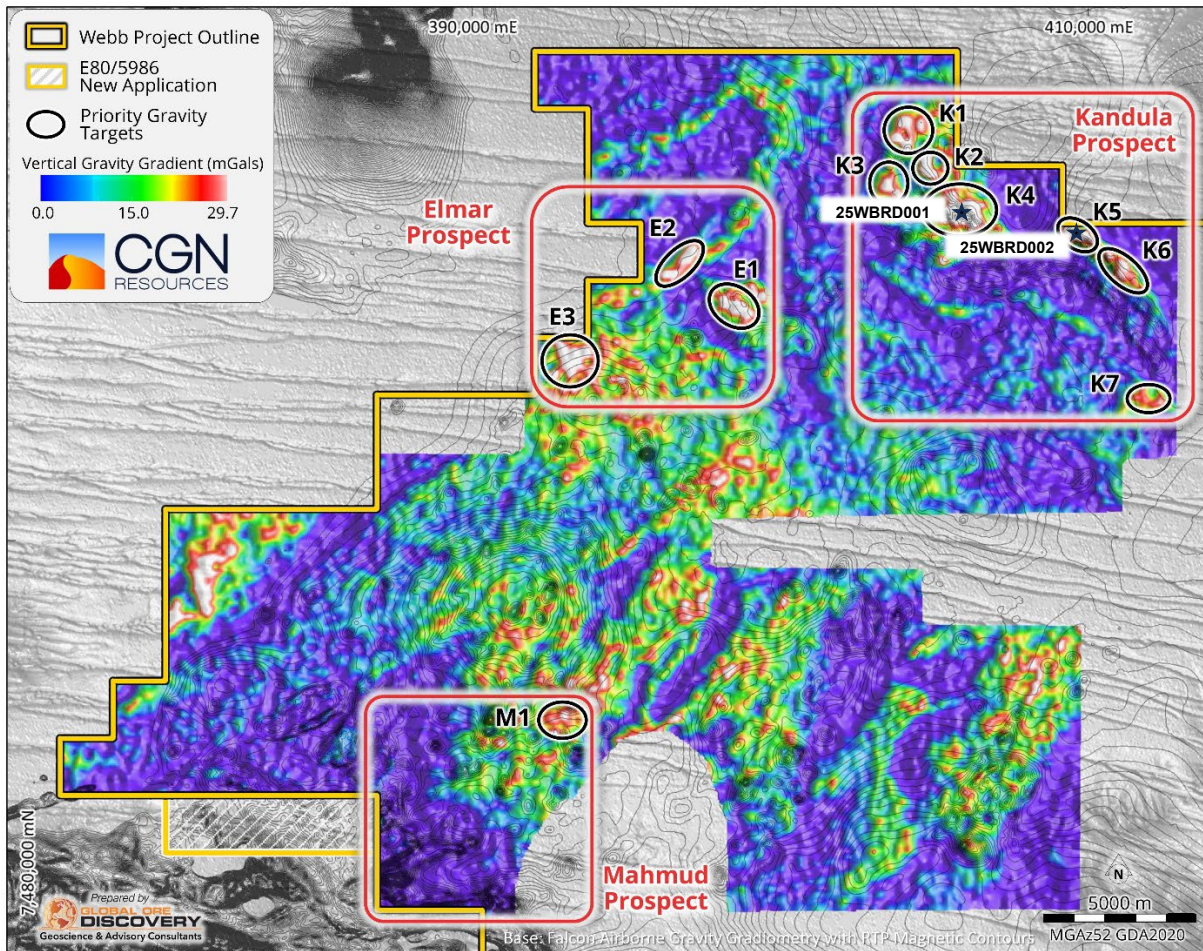 390,000 mE
410,000 mE
Webb Project Outline
E80/5986
New Application
Priority Gravity
Targets
Vertical Gravity Gradient (mGals)
0.0 15.0 29.7
CGN
RESOURCES
Kandula
Prospect
K1
K2
K3
K4
25WBRD001
K5
25WBRD002
K6
K7
Elmar
Prospect
E2
E1
E3
M1
Mahmud
Prospect
7,480,000 mN
Prepared by
GLOBAL ORE
DISCOVERY
Geoscience & Advisory Consultants
N
5000 m
MGAz52 GDA2020
Base: Falcon Airborne Gravity Gradiometry with RTP Magnetic Contours